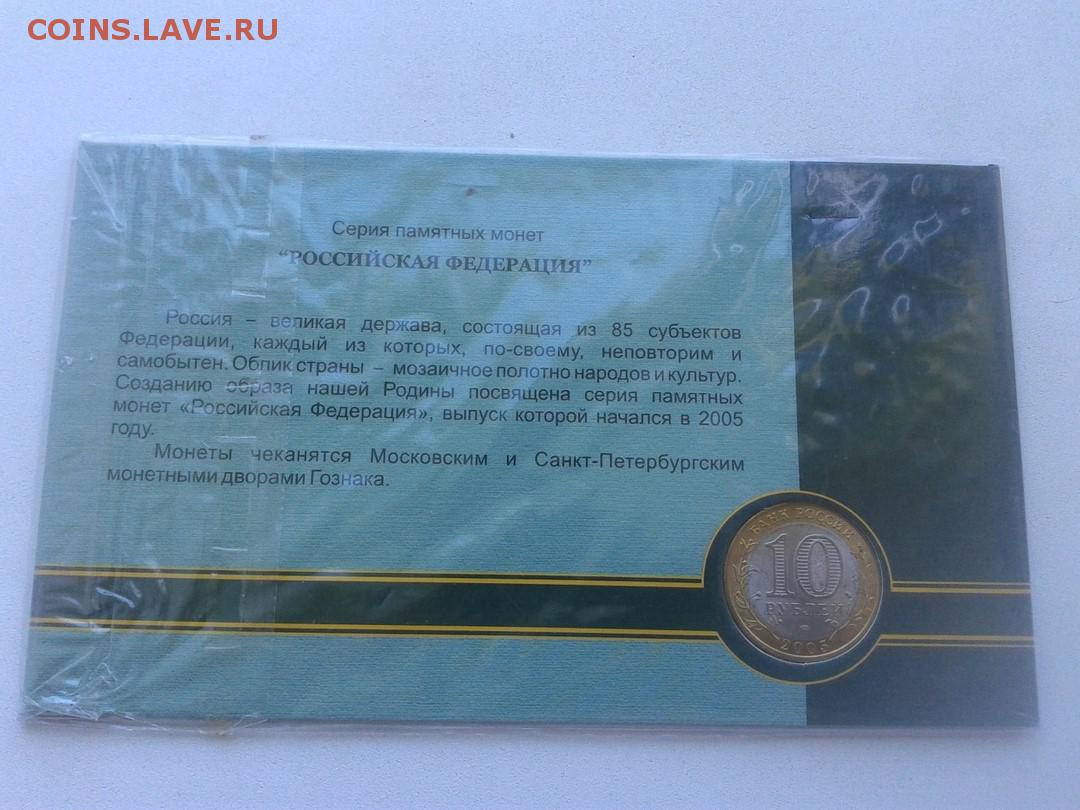 COINS.LAVE.RU
Серия памятных монет
“РОССИЙСКАЯ ФЕДЕРАЦИЯ”
Россия – великая держава, состоящая из 85 субъектов
Федерации, каждый из которых, по-своему, неповторим и
самобытен. Облик страны – мозаичное полотно народов и культур.
Созданию образа нашей Родины посвящена серия памятных
монет «Российская Федерация», выпуск которой начался в 2005
году.
Монеты чеканятся Московским и Санкт-Петербургским
монетными дворами Гознака.
БАНК РОССИИ
10
РУБЛЕЙ
2005